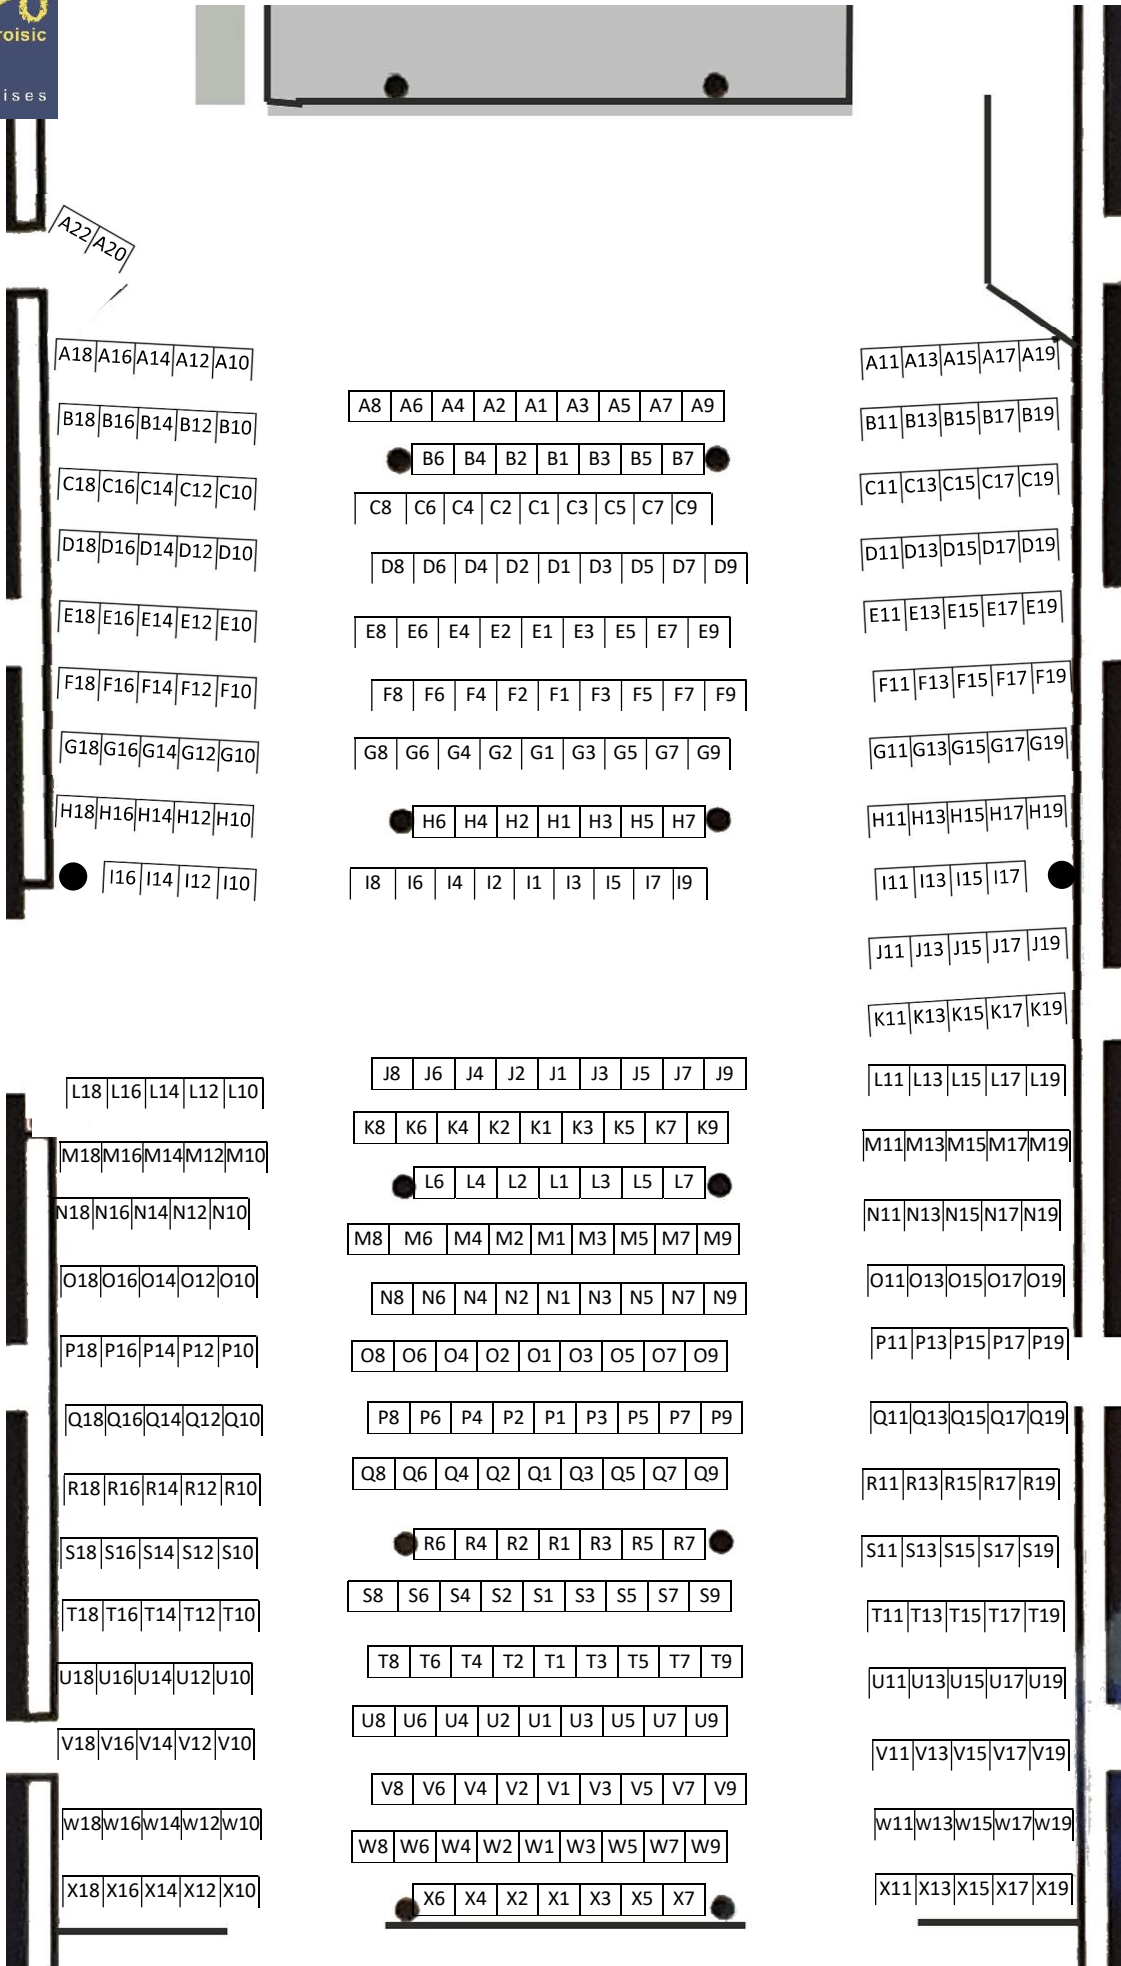 roisic
ises
A22 A20
A18 A16 A14 A12 A10
A8 A6 A4 A2 A1 A3 A5 A7 A9
A11 A13 A15 A17 A19
B18 B16 B14 B12 B10
B6 B4 B2 B1 B3 B5 B7
B11 B13 B15 B17 B19
C18 C16 C14 C12 C10
C8 C6 C4 C2 C1 C3 C5 C7 C9
C11 C13 C15 C17 C19
D18 D16 D14 D12 D10
D8 D6 D4 D2 D1 D3 D5 D7 D9
D11 D13 D15 D17 D19
E18 E16 E14 E12 E10
E8 E6 E4 E2 E1 E3 E5 E7 E9
E11 E13 E15 E17 E19
F18 F16 F14 F12 F10
F8 F6 F4 F2 F1 F3 F5 F7 F9
F11 F13 F15 F17 F19
G18 G16 G14 G12 G10
G8 G6 G4 G2 G1 G3 G5 G7 G9
G11 G13 G15 G17 G19
H18 H16 H14 H12 H10
H6 H4 H2 H1 H3 H5 H7
H11 H13 H15 H17 H19
I16 I14 I12 I10
I8 I6 I4 I2 I1 I3 I5 I7 I9
I11 I13 I15 I17
J11 J13 J15 J17 J19
K11 K13 K15 K17 K19
J8 J6 J4 J2 J1 J3 J5 J7 J9
L18 L16 L14 L12 L10
L11 L13 L15 L17 L19
K8 K6 K4 K2 K1 K3 K5 K7 K9
M18 M16 M14 M12 M10
M11 M13 M15 M17 M19
L6 L4 L2 L1 L3 L5 L7
N18 N16 N14 N12 N10
N11 N13 N15 N17 N19
M8 M6 M4 M2 M1 M3 M5 M7 M9
O18 O16 O14 O12 O10
O11 O13 O15 O17 O19
N8 N6 N4 N2 N1 N3 N5 N7 N9
P18 P16 P14 P12 P10
O8 O6 O4 O2 O1 O3 O5 O7 O9
P11 P13 P15 P17 P19
Q18 Q16 Q14 Q12 Q10
P8 P6 P4 P2 P1 P3 P5 P7 P9
Q11 Q13 Q15 Q17 Q19
R18 R16 R14 R12 R10
Q8 Q6 Q4 Q2 Q1 Q3 Q5 Q7 Q9
R11 R13 R15 R17 R19
S18 S16 S14 S12 S10
R6 R4 R2 R1 R3 R5 R7
S11 S13 S15 S17 S19
S8 S6 S4 S2 S1 S3 S5 S7 S9
T18 T16 T14 T12 T10
T11 T13 T15 T17 T19
T8 T6 T4 T2 T1 T3 T5 T7 T9
U18 U16 U14 U12 U10
U11 U13 U15 U17 U19
U8 U6 U4 U2 U1 U3 U5 U7 U9
V18 V16 V14 V12 V10
V11 V13 V15 V17 V19
V8 V6 V4 V2 V1 V3 V5 V7 V9
w18 w16 w14 w12 w10
w11 w13 w15 w17 w19
W8 W6 W4 W2 W1 W3 W5 W7 W9
X18 X16 X14 X12 X10
X6 X4 X2 X1 X3 X5 X7
X11 X13 X15 X17 X19